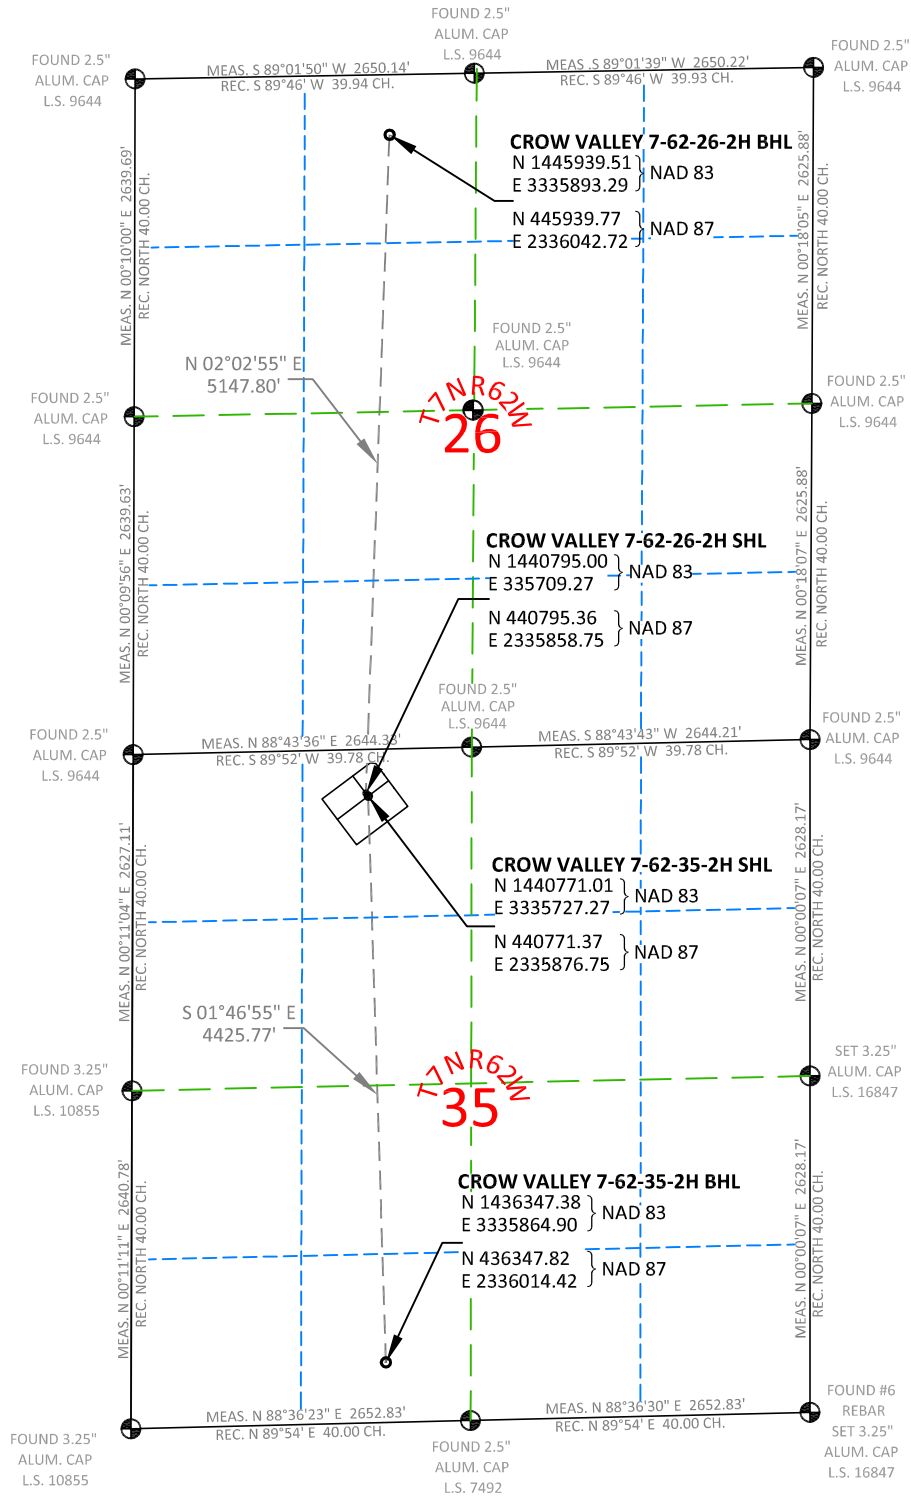 FOUND 2.5"
ALUM. CAP
L.S. 9644
FOUND 2.5"
ALUM. CAP
L.S. 9644
FOUND 2.5"
ALUM. CAP
L.S. 9644
MEAS. S 89°01'50" W 2650.14'
REC. S 89°46' W 39.94 CH.
MEAS .S 89°01'39" W 2650.22'
REC. S 89°46' W 39.93 CH.
MEAS. N 00°10'00" E 2639.69'
REC. NORTH 40.00 CH.
CROW VALLEY 7-62-26-2H BHL
N 1445939.51
E 3335893.29
NAD 83
N 445939.77
E 2336042.72
NAD 87
MEAS. N 00°18'05" E 2625.88'
REC. NORTH 40.00 CH.
N 02°02'55" E
5147.80'
FOUND 2.5"
ALUM. CAP
L.S. 9644
FOUND 2.5"
ALUM. CAP
L.S. 9644
T7NR62W
26
FOUND 2.5"
ALUM. CAP
L.S. 9644
MEAS. N 00°09'56" E 2639.63'
REC. NORTH 40.00 CH.
CROW VALLEY 7-62-26-2H SHL
N 1440795.00
E 335709.27
NAD 83
N 440795.36
E 2335858.75
NAD 87
MEAS. N 00°18'07" E 2625.88'
REC. NORTH 40.00 CH.
FOUND 2.5"
ALUM. CAP
L.S. 9644
FOUND 2.5"
ALUM. CAP
L.S. 9644
FOUND 2.5"
ALUM. CAP
L.S. 9644
MEAS. N 88°43'36" E 2644.33'
REC. S 89°52' W 39.78 CH.
MEAS. S 88°43'43" W 2644.21'
REC. S 89°52' W 39.78 CH.
MEAS. N 00°11'04" E 2627.11'
REC. NORTH 40.00 CH.
CROW VALLEY 7-62-35-2H SHL
N 1440771.01
E 3335727.27
NAD 83
N 440771.37
E 2335876.75
NAD 87
MEAS. N 00°00'07" E 2628.17'
REC. NORTH 40.00 CH.
S 01°46'55" E
4425.77'
FOUND 3.25"
ALUM. CAP
L.S. 10855
T7NR62W
35
SET 3.25"
ALUM. CAP
L.S. 16847
MEAS. N 00°11'11" E 2640.78'
REC. NORTH 40.00 CH.
CROW VALLEY 7-62-35-2H BHL
N 1436347.38
E 3335864.90
NAD 83
N 436347.82
E 2336014.42
NAD 87
MEAS. N 00°00'07" E 2628.17'
REC. NORTH 40.00 CH.
MEAS. N 88°36'23" E 2652.83'
REC. N 89°54' E 40.00 CH.
MEAS. N 88°36'30" E 2652.83'
REC. N 89°54' E 40.00 CH.
FOUND 3.25"
ALUM. CAP
L.S. 10855
FOUND 2.5"
ALUM. CAP
L.S. 7492
FOUND #6
REBAR
SET 3.25"
ALUM. CAP
L.S. 16847